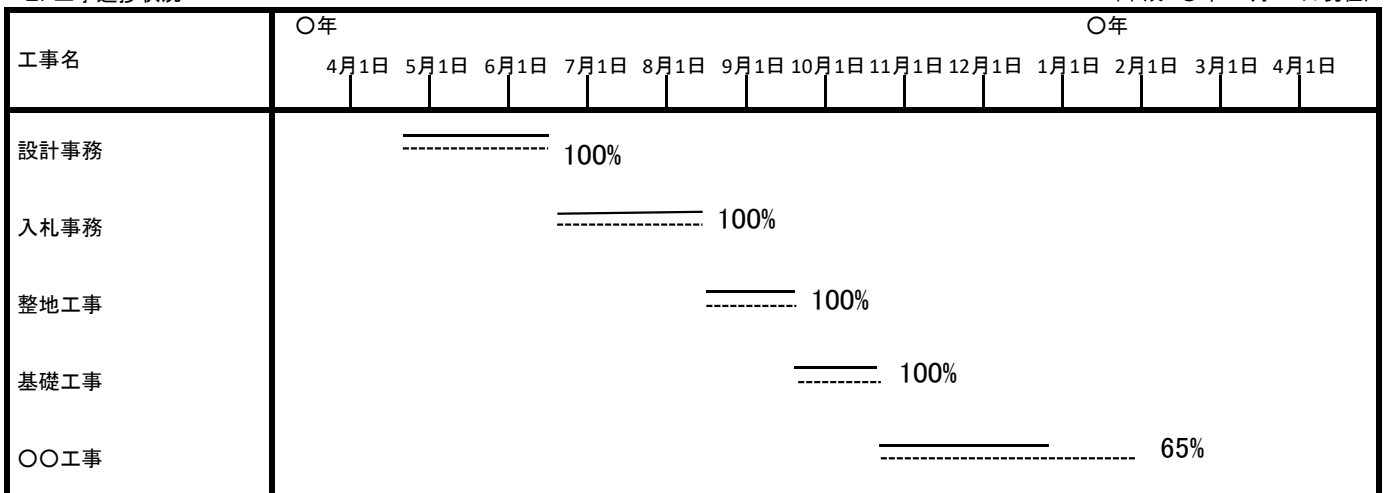 〇年 〇年
工事名
4月1日 5月1日 6月1日 7月1日 8月1日 9月1日 10月1日 11月1日 12月1日 1月1日 2月1日 3月1日 4月1日
設計事務 100%
入札事務 100%
整地工事 100%
基礎工事 100%
〇〇工事 65%